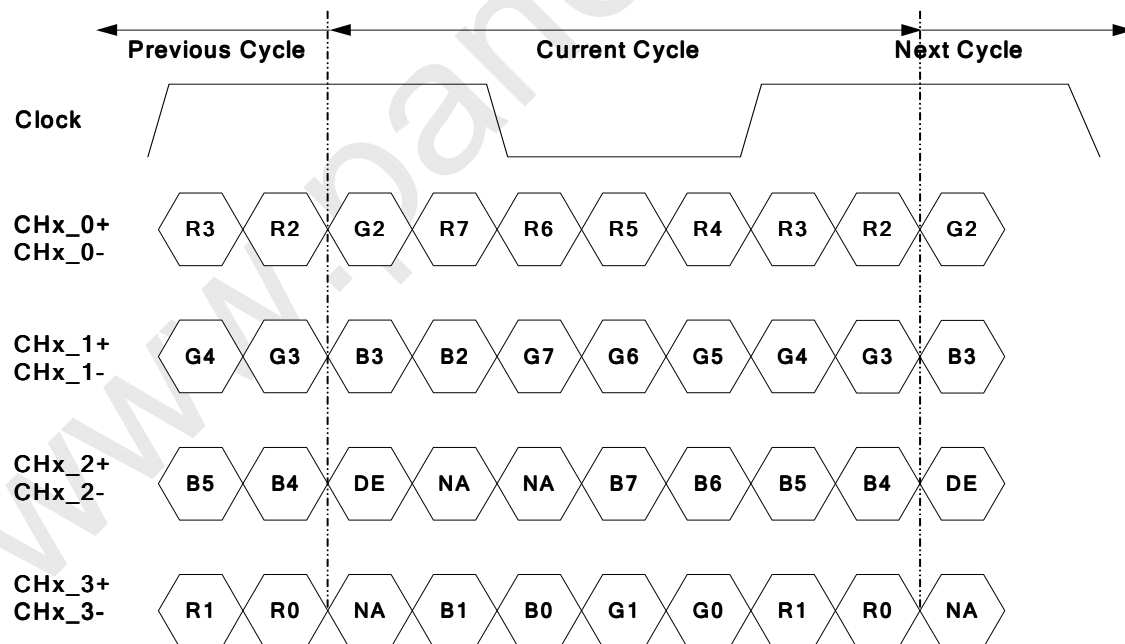 Previous Cycle Current Cycle Next Cycle
Clock
CHx_0+
CHx_0-
R3 R2 G2 R7 R6 R5 R4 R3 R2 G2
CHx_1+
CHx_1-
G4 G3 B3 B2 G7 G6 G5 G4 G3 B3
CHx_2+
CHx_2-
B5 B4 DE NA NA B7 B6 B5 B4 DE
CHx_3+
CHx_3-
R1 R0 NA B1 B0 G1 G0 R1 R0 NA